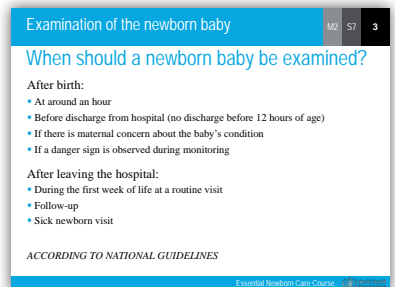 Examination of the newborn baby
M2 S7 3
When should a newborn baby be examined?
After birth:
▪ At around an hour
▪ Before discharge from hospital (no discharge before 12 hours of age)
▪ If there is maternal concern about the baby's condition
▪ If a danger sign is observed during monitoring
After leaving the hospital:
▪ During the first week of life at a routine visit
▪ Follow-up
▪ Sick newborn visit
ACCORDING TO NATIONAL GUIDELINES
Essential Newborn Care Course